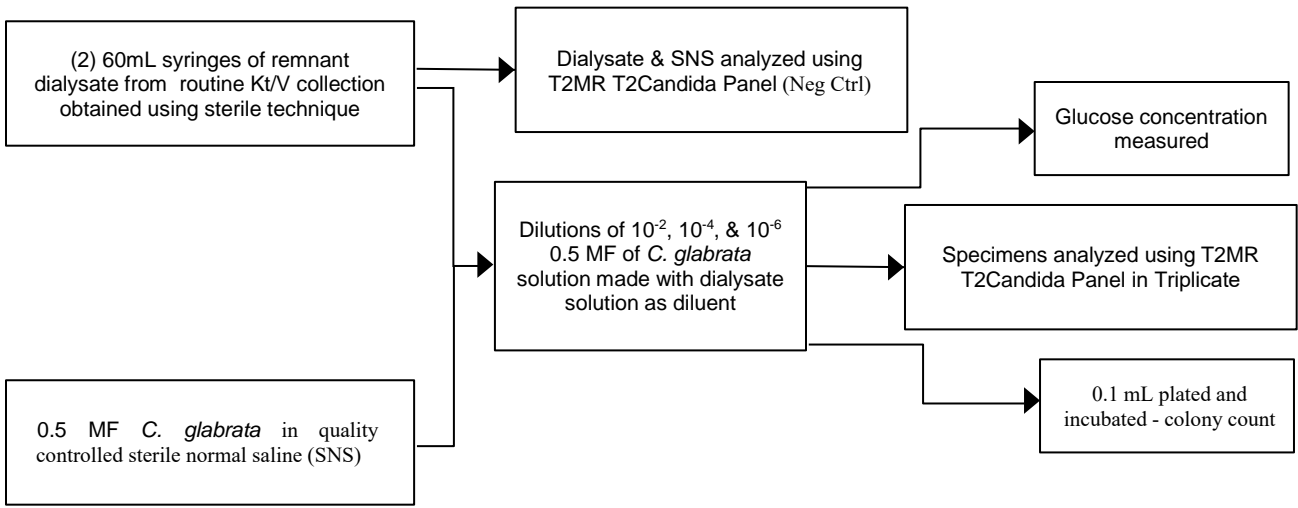 (2) 60mL syringes of remnant
dialysate from routine Kt/V collection
obtained using sterile technique
Dialysate & SNS analyzed using
T2MR T2Candida Panel (Neg Ctrl)
Glucose concentration
measured
Dilutions of 10⁻², 10⁻⁴, & 10⁻⁶
0.5 MF of C. glabrata
solution made with dialysate
solution as diluent
Specimens analyzed using T2MR
T2Candida Panel in Triplicate
0.1 mL plated and
incubated - colony count
0.5 MF C. glabrata in quality
controlled sterile normal saline (SNS)